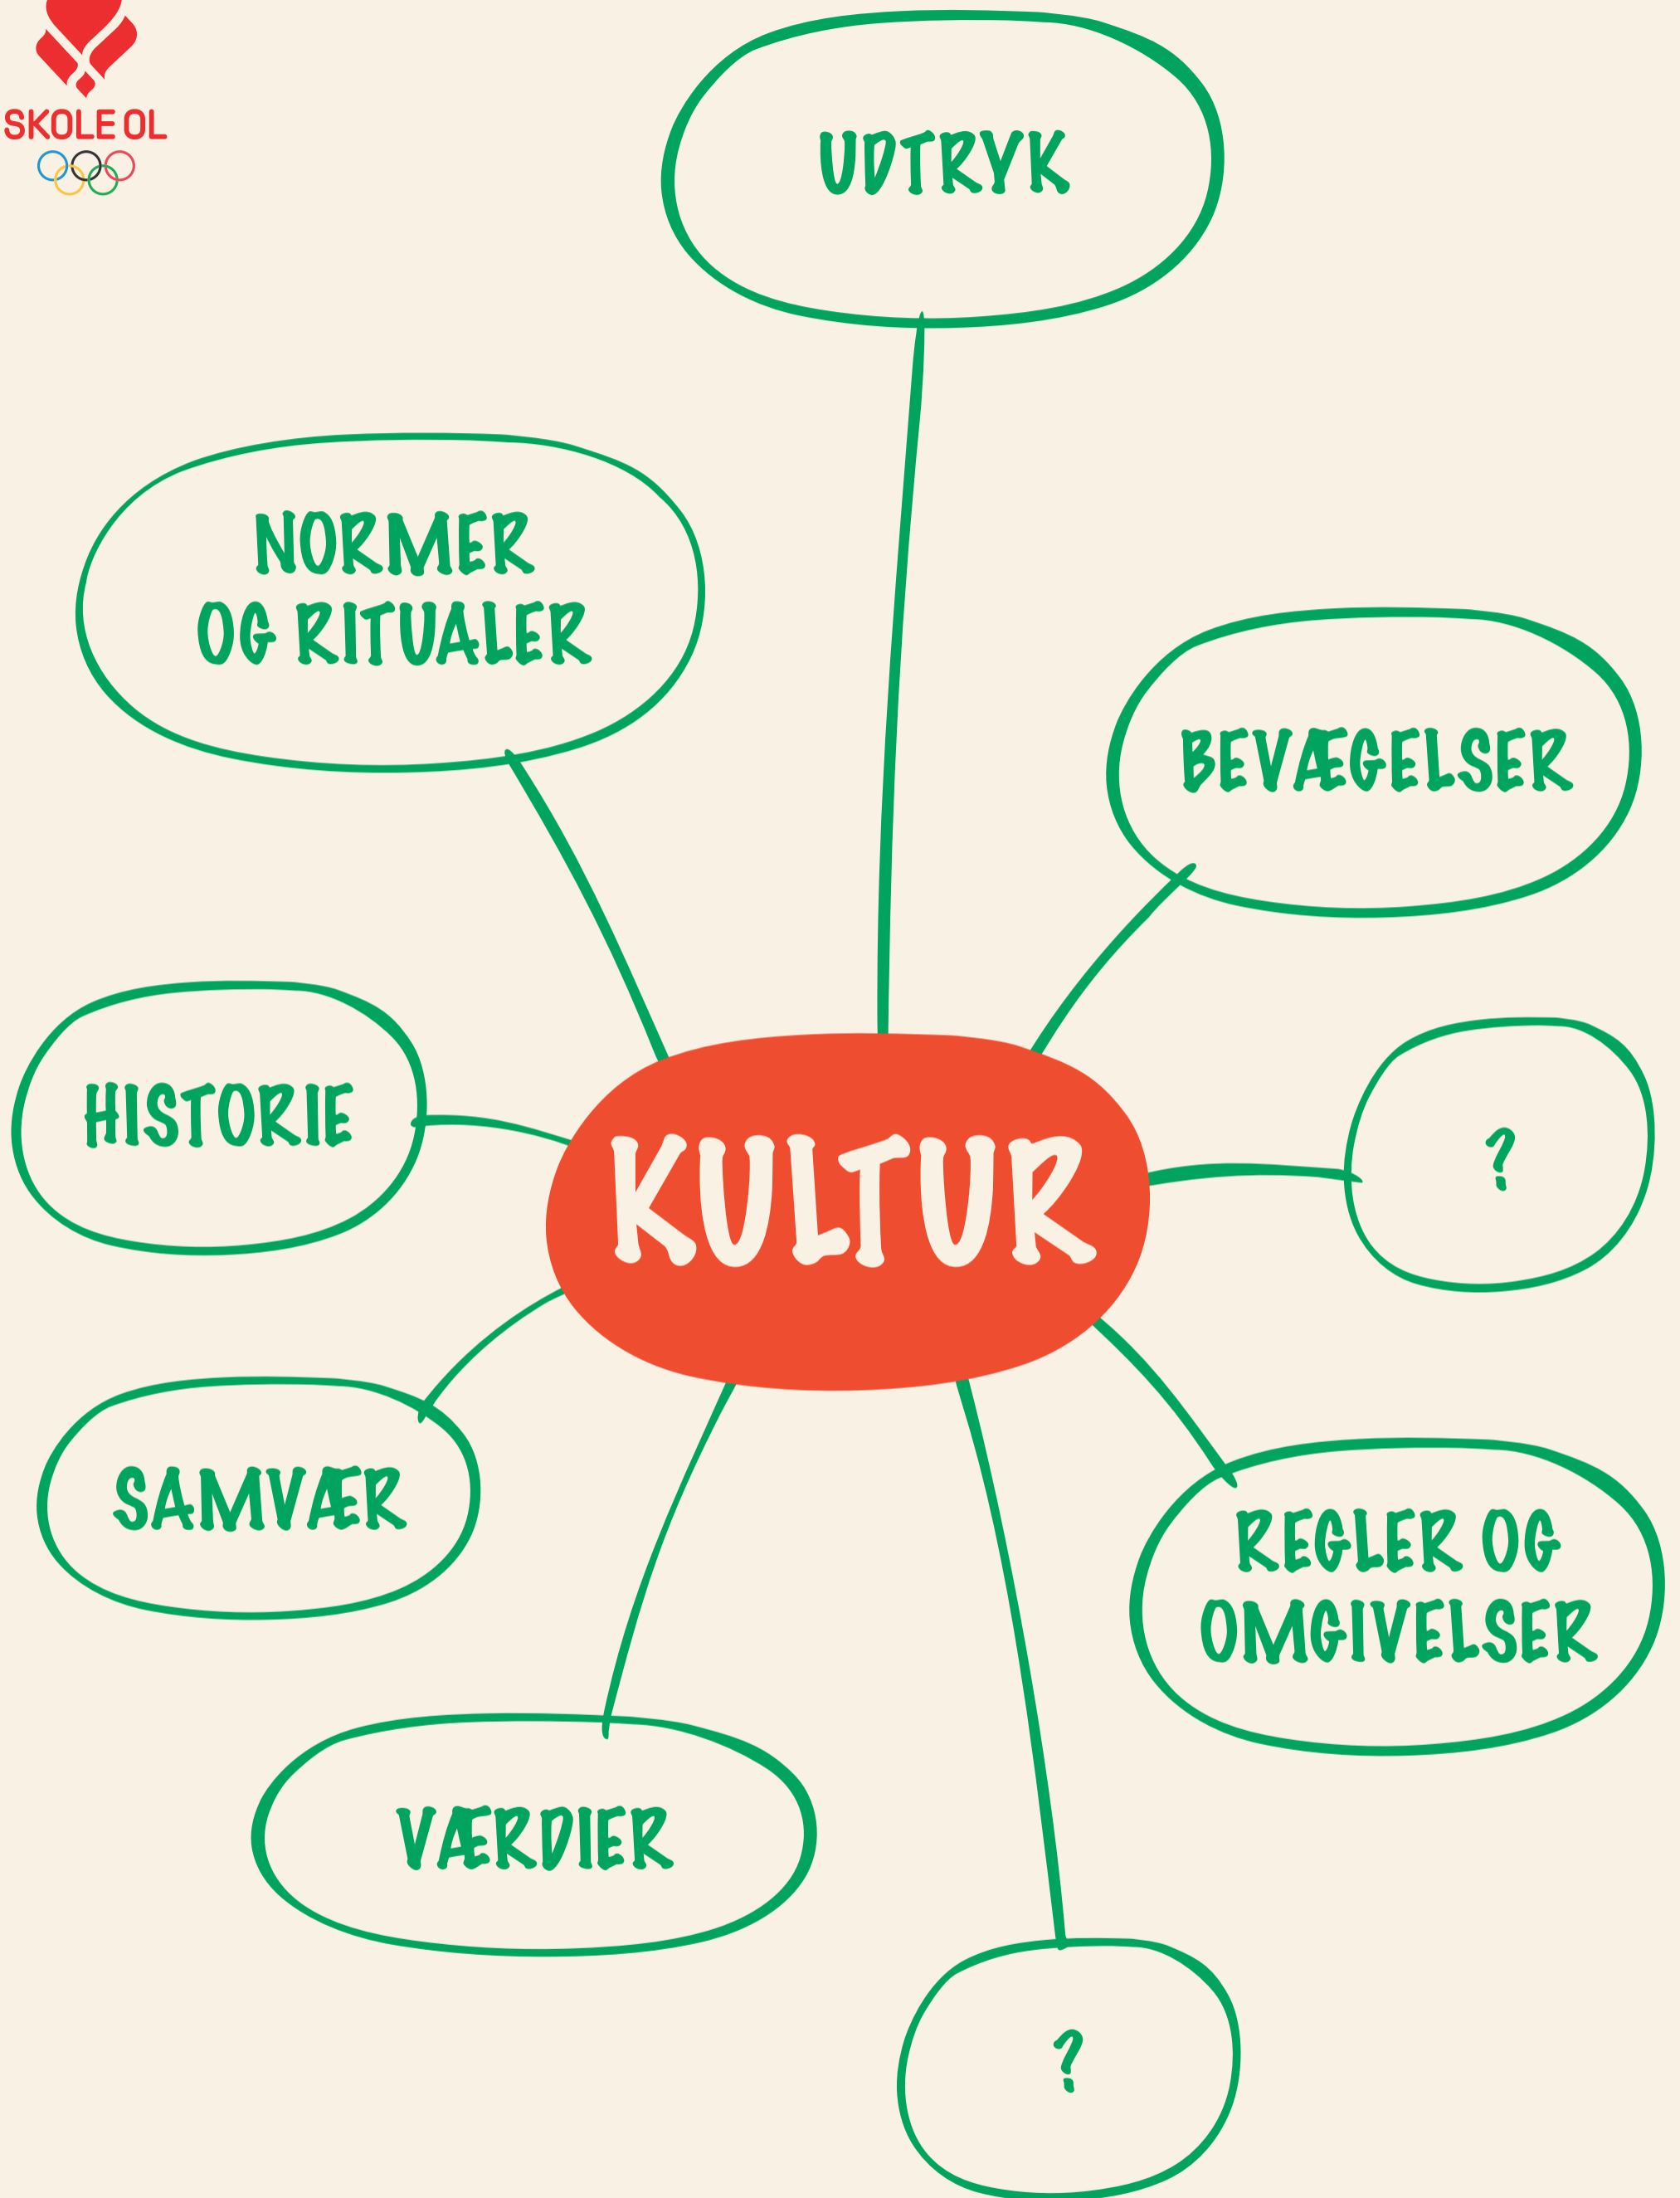 SKOLE OL
UDTRYK
NORMER
OG RITUALER
BEVÆGELSER
HISTORIE
?
KULTUR
SAMVÆR
REGLER OG
OMGIVELSER
VÆRDIER
?